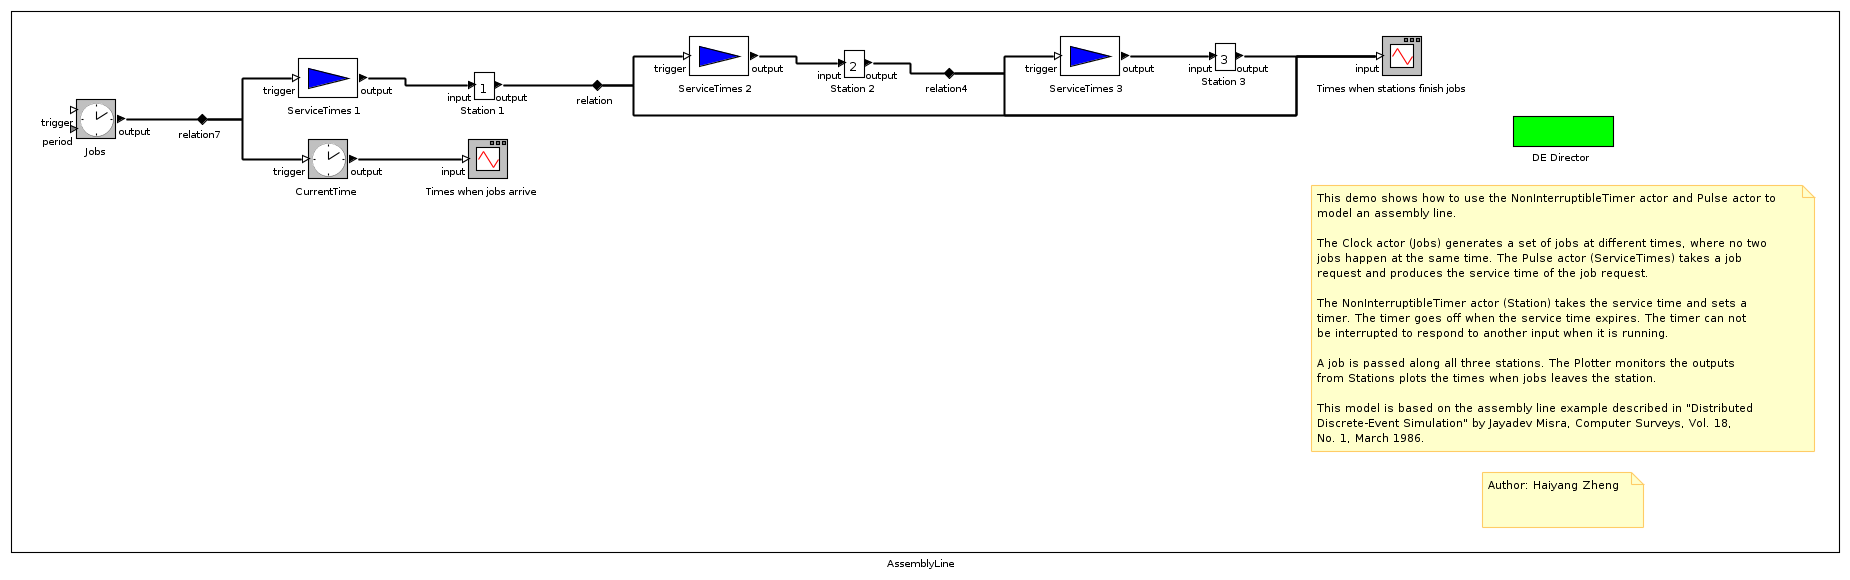 trigger
period
output
Jobs
relation7
trigger
output
ServiceTimes 1
input
1
output
Station 1
relation
trigger
output
ServiceTimes 2
input
2
output
Station 2
relation4
trigger
output
ServiceTimes 3
input
3
output
Station 3
input
Times when stations finish jobs
trigger
output
CurrentTime
input
Times when jobs arrive
DE Director
This demo shows how to use the NonInterruptibleTimer actor and Pulse actor to
model an assembly line.
The Clock actor (Jobs) generates a set of jobs at different times, where no two
jobs happen at the same time. The Pulse actor (ServiceTimes) takes a job
request and produces the service time of the job request.
The NonInterruptibleTimer actor (Station) takes the service time and sets a
timer. The timer goes off when the service time expires. The timer can not
be interrupted to respond to another input when it is running.
A job is passed along all three stations. The Plotter monitors the outputs
from Stations plots the times when jobs leaves the station.
This model is based on the assembly line example described in "Distributed
Discrete-Event Simulation" by Jayadev Misra, Computer Surveys, Vol. 18,
No. 1, March 1986.
Author: Haiyang Zheng
AssemblyLine